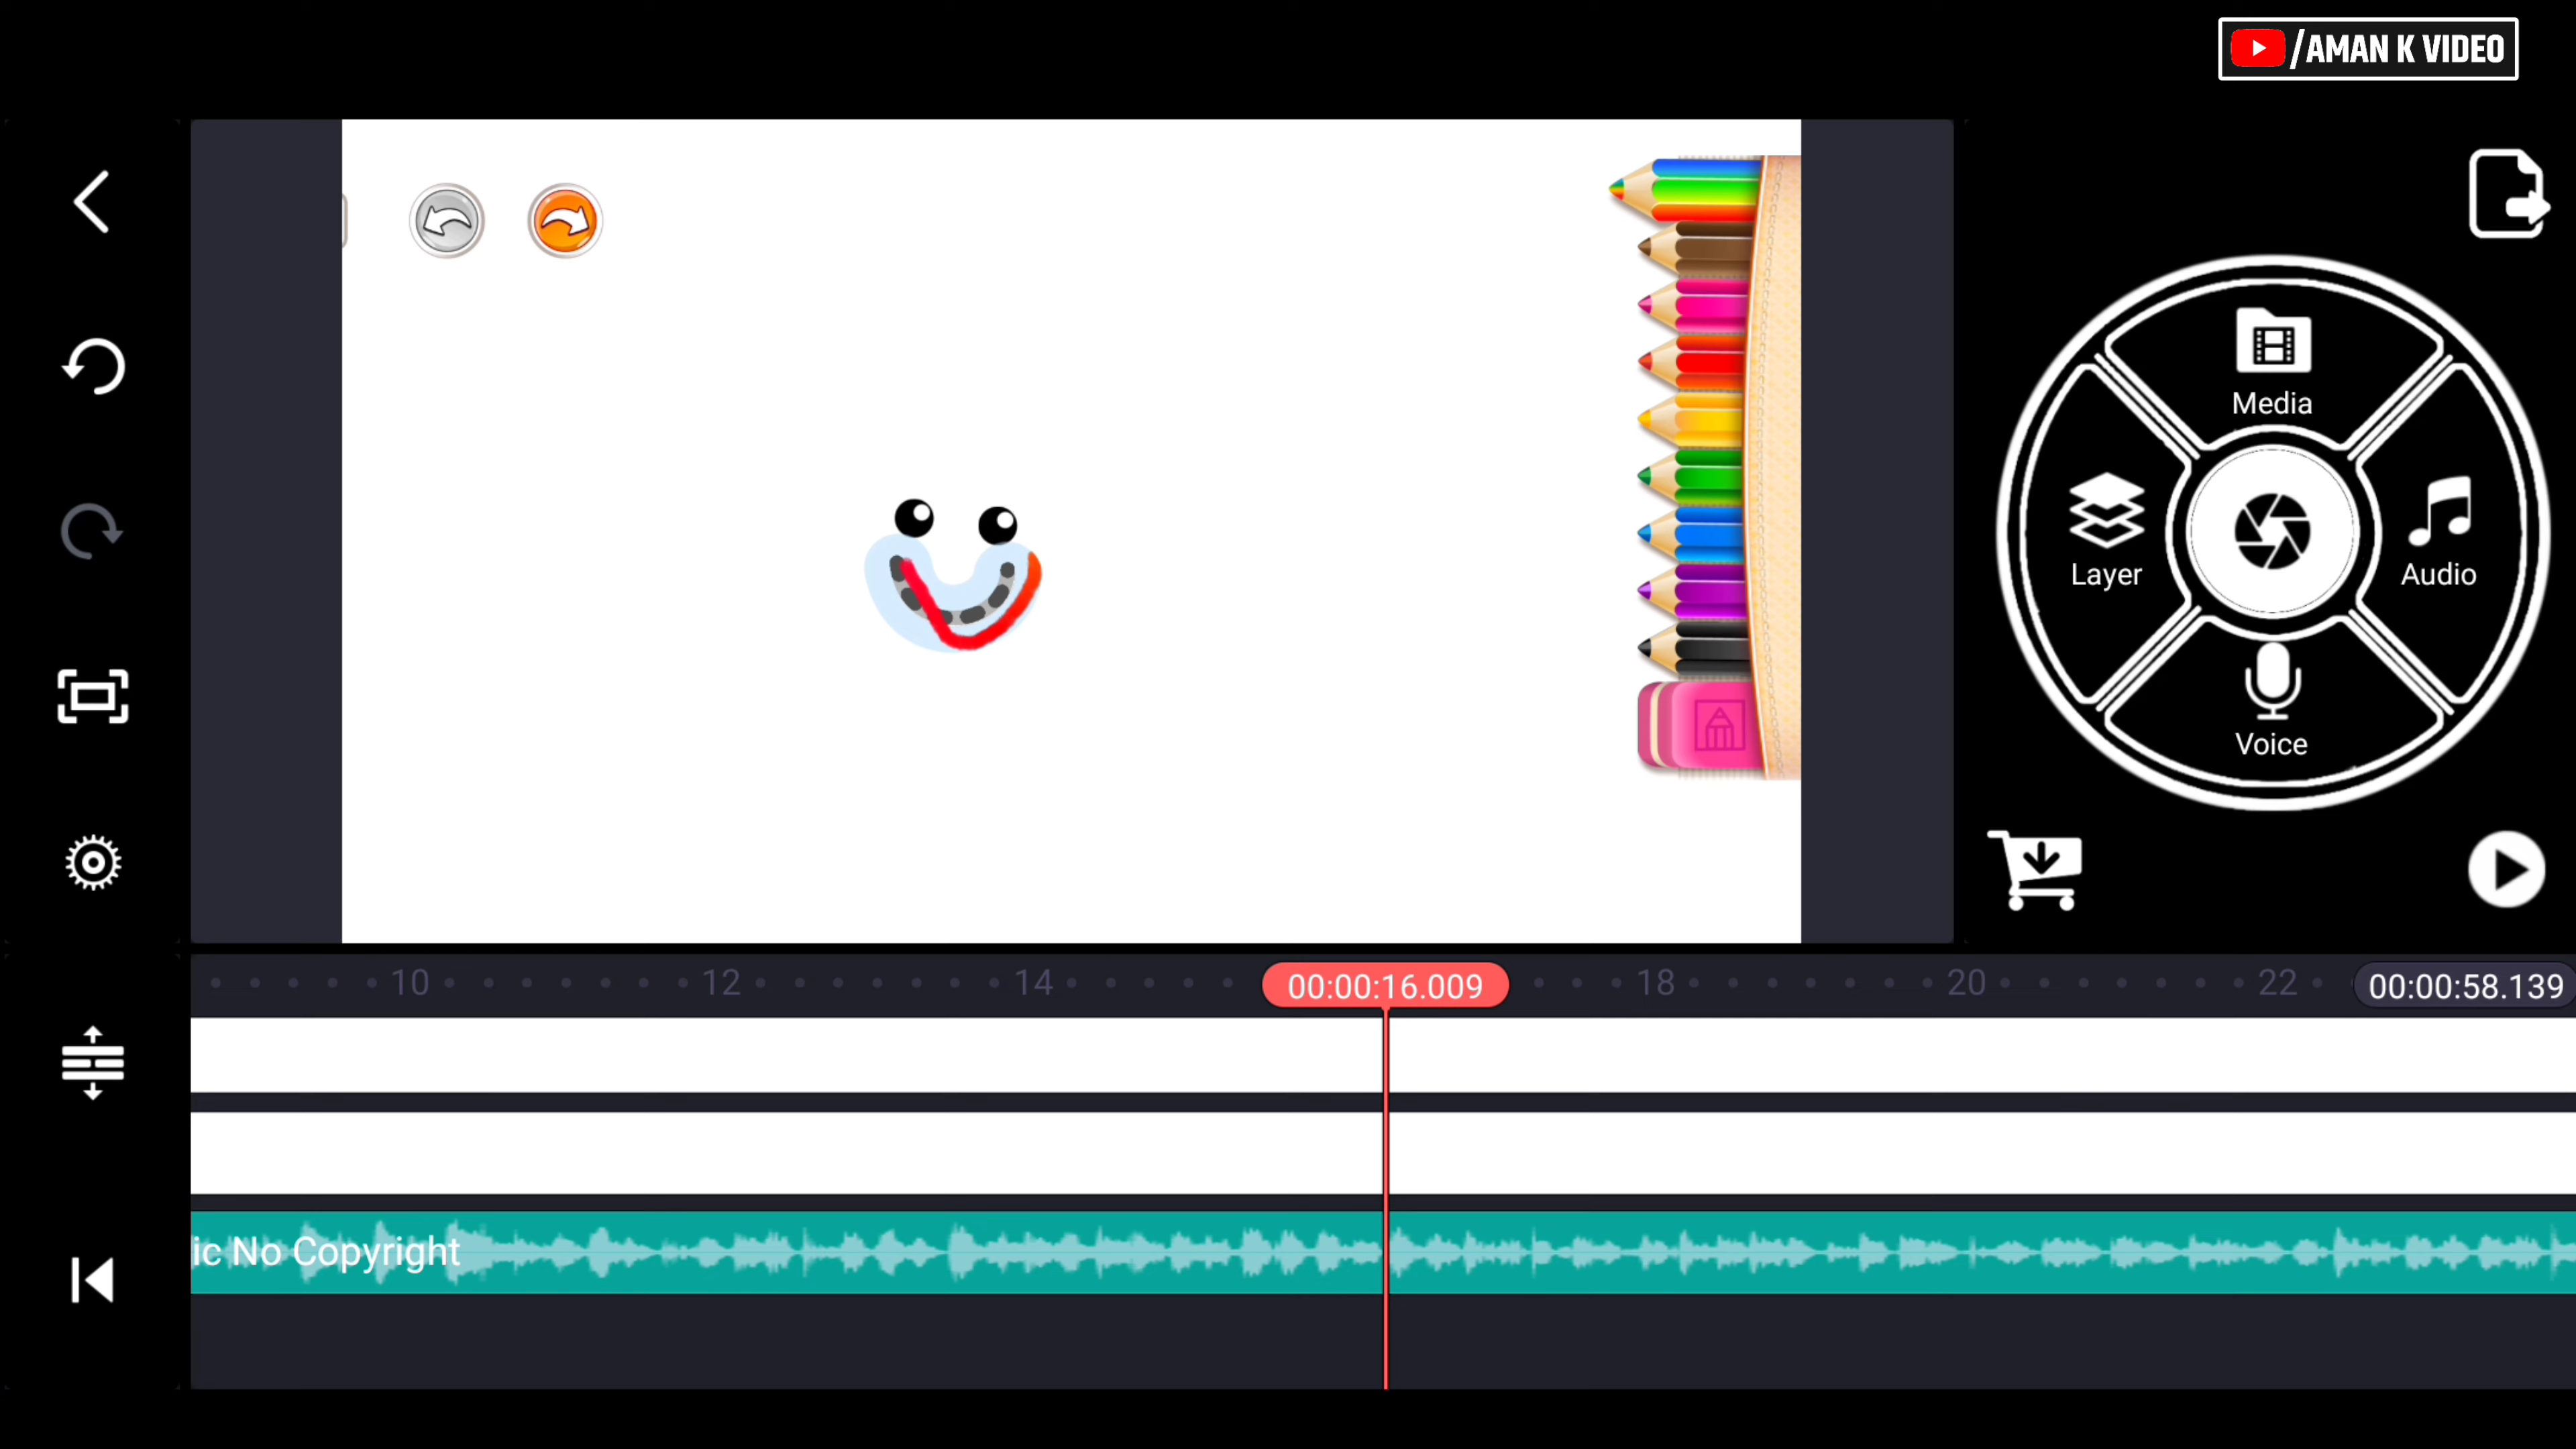 /AMAN K VIDEO
Media
Layer
Audio
Voice
10
12
14
00:00:16.009
18
20
22
00:00:58.139
ic No Copyright